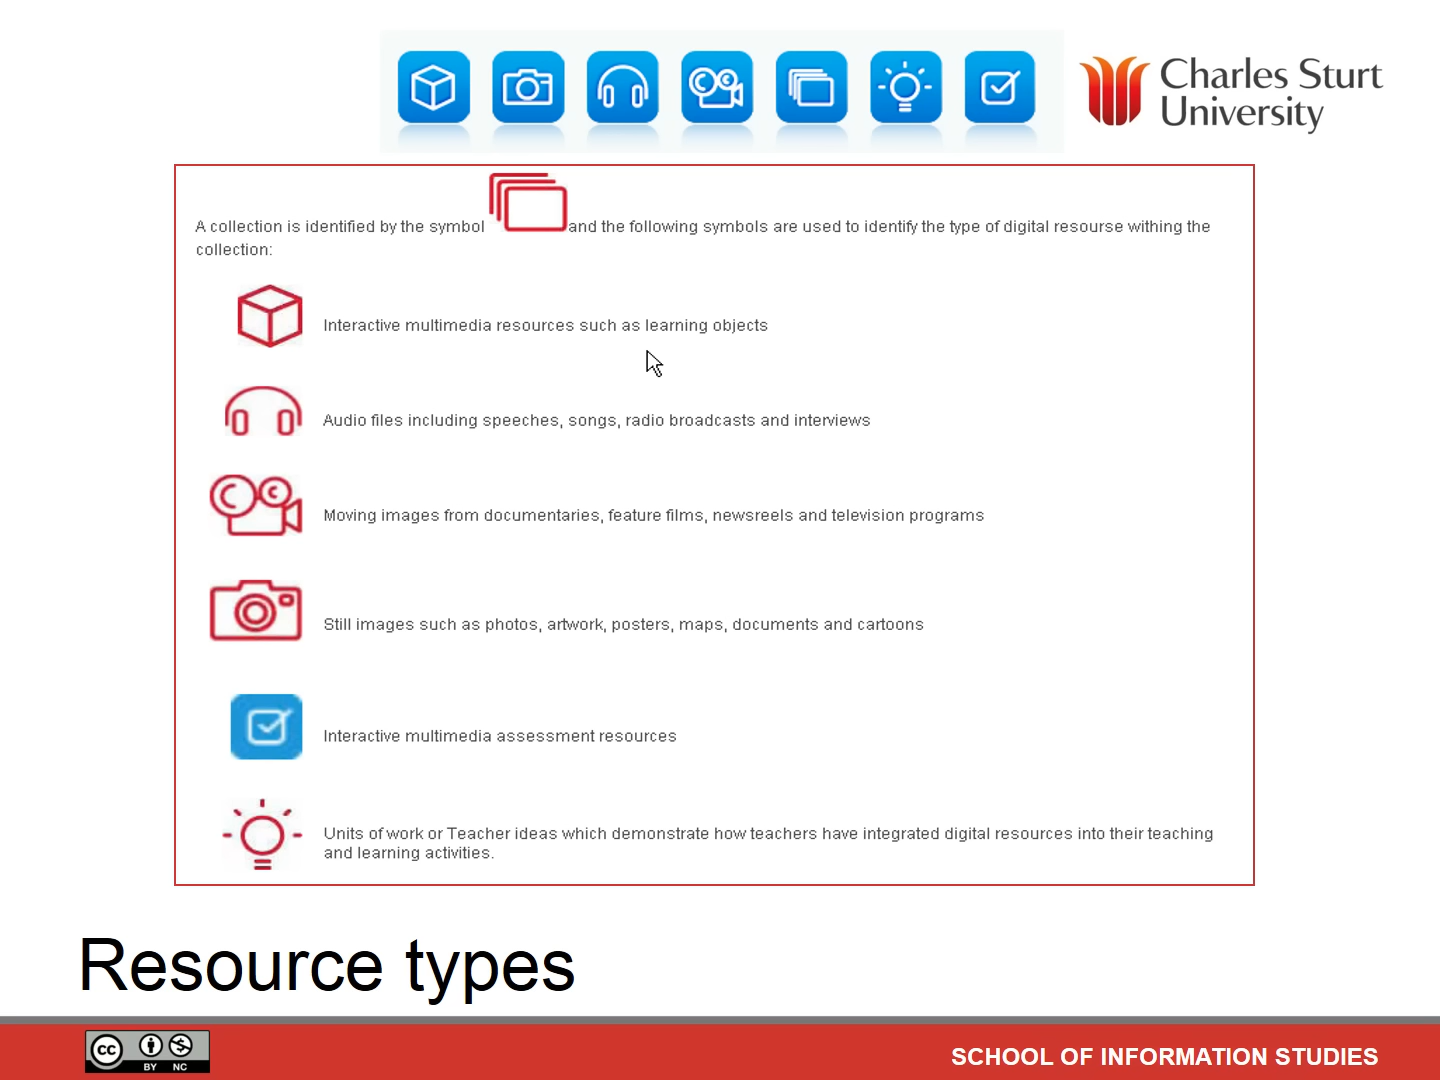 Charles Sturt
University
A collection is identified by the symbol and the following symbols are used to identify the type of digital resourse withing the
collection:
Interactive multimedia resources such as learning objects
Audio files including speeches, songs, radio broadcasts and interviews
Moving images from documentaries, feature films, newsreels and television programs
Still images such as photos, artwork, posters, maps, documents and cartoons
Interactive multimedia assessment resources
Units of work or Teacher ideas which demonstrate how teachers have integrated digital resources into their teaching
and learning activities.
Resource types
cc BY NC
SCHOOL OF INFORMATION STUDIES